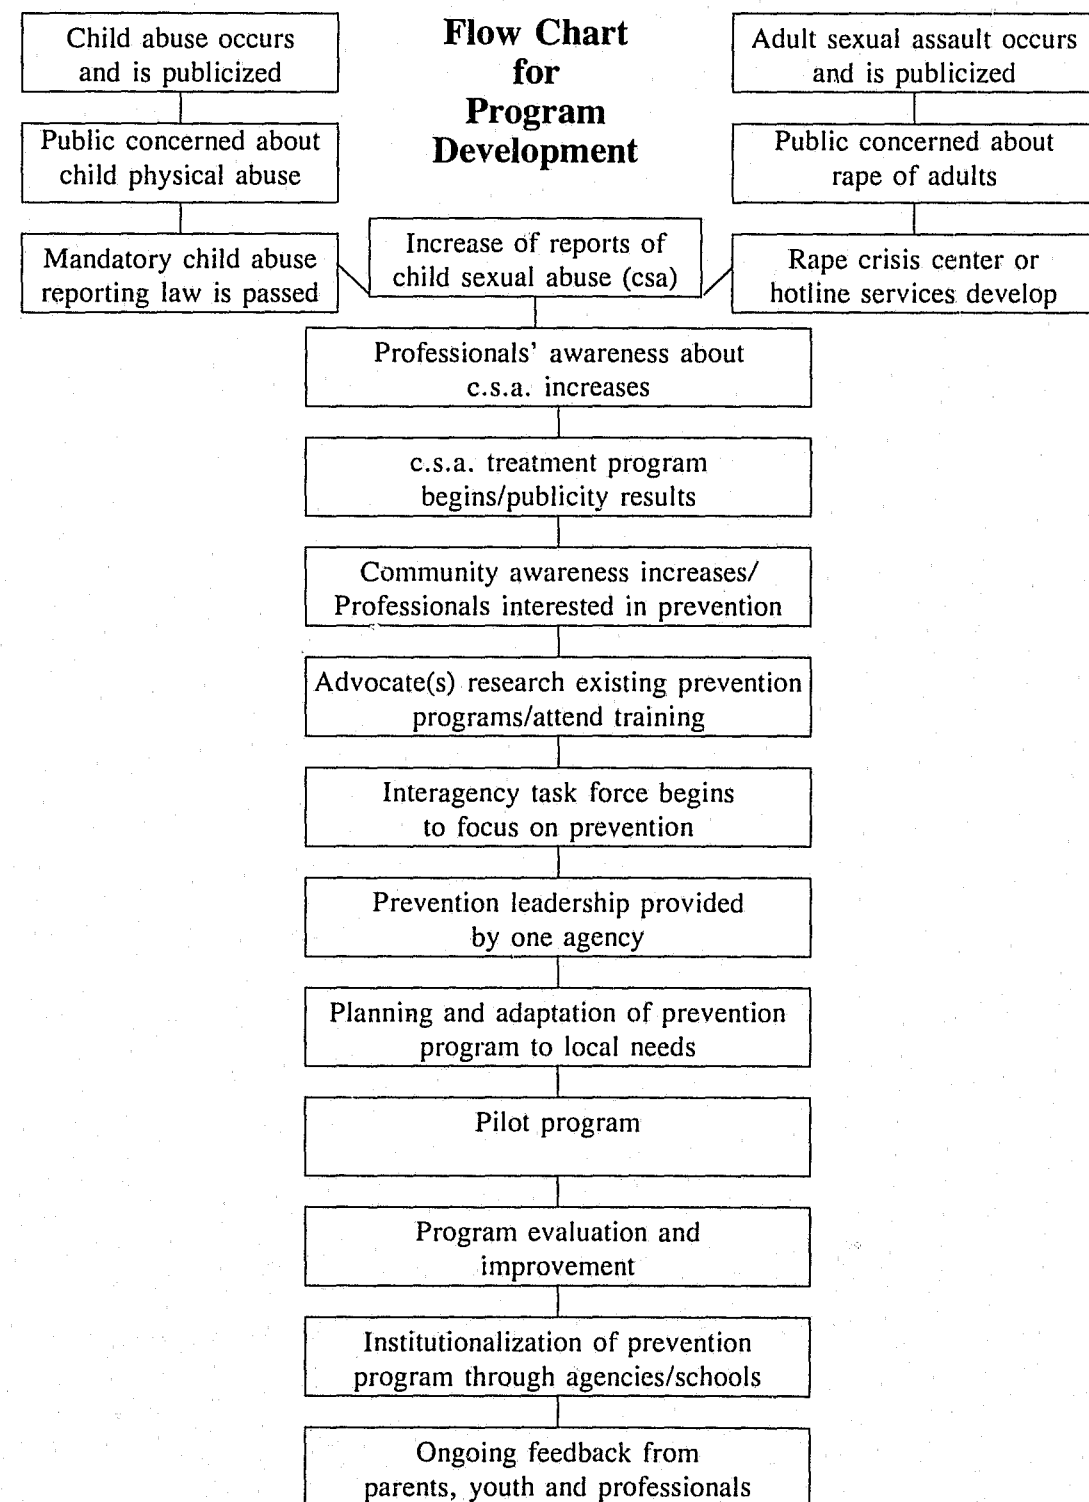 Flow Chart
for
Program
Development
Child abuse occurs
and is publicized
Public concerned about
child physical abuse
Mandatory child abuse
reporting law is passed
Adult sexual assault occurs
and is publicized
Public concerned about
rape of adults
Rape crisis center or
hotline services develop
Increase of reports of
child sexual abuse (csa)
Professionals' awareness about
c.s.a. increases
c.s.a. treatment program
begins/publicity results
Community awareness increases/
Professionals interested in prevention
Advocate(s) research existing prevention
programs/attend training
Interagency task force begins
to focus on prevention
Prevention leadership provided
by one agency
Planning and adaptation of prevention
program to local needs
Pilot program
Program evaluation and
improvement
Institutionalization of prevention
program through agencies/schools
Ongoing feedback from
parents, youth and professionals